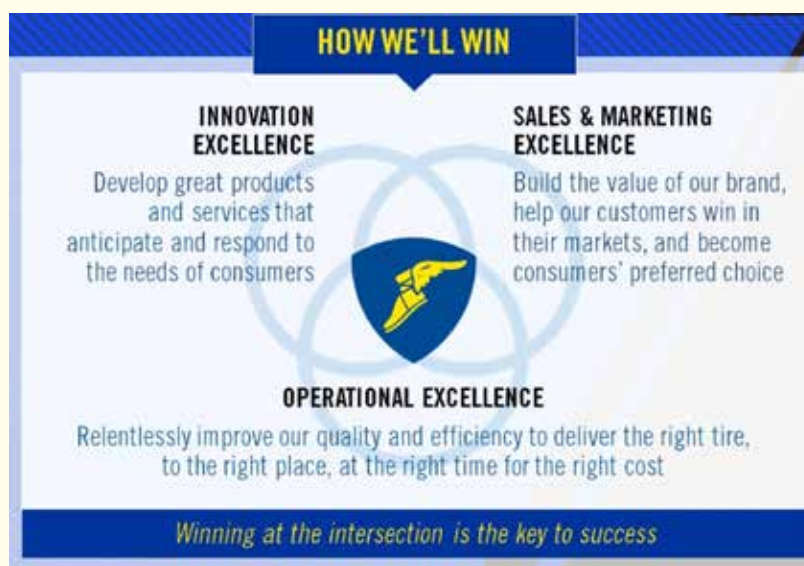 HOW WE'LL WIN
INNOVATION
EXCELLENCE
Develop great products
and services that
anticipate and respond to
the needs of consumers
SALES & MARKETING
EXCELLENCE
Build the value of our brand,
help our customers win in
their markets, and become
consumers' preferred choice
OPERATIONAL EXCELLENCE
Relentlessly improve our quality and efficiency to deliver the right tire,
to the right place, at the right time for the right cost
Winning at the intersection is the key to success